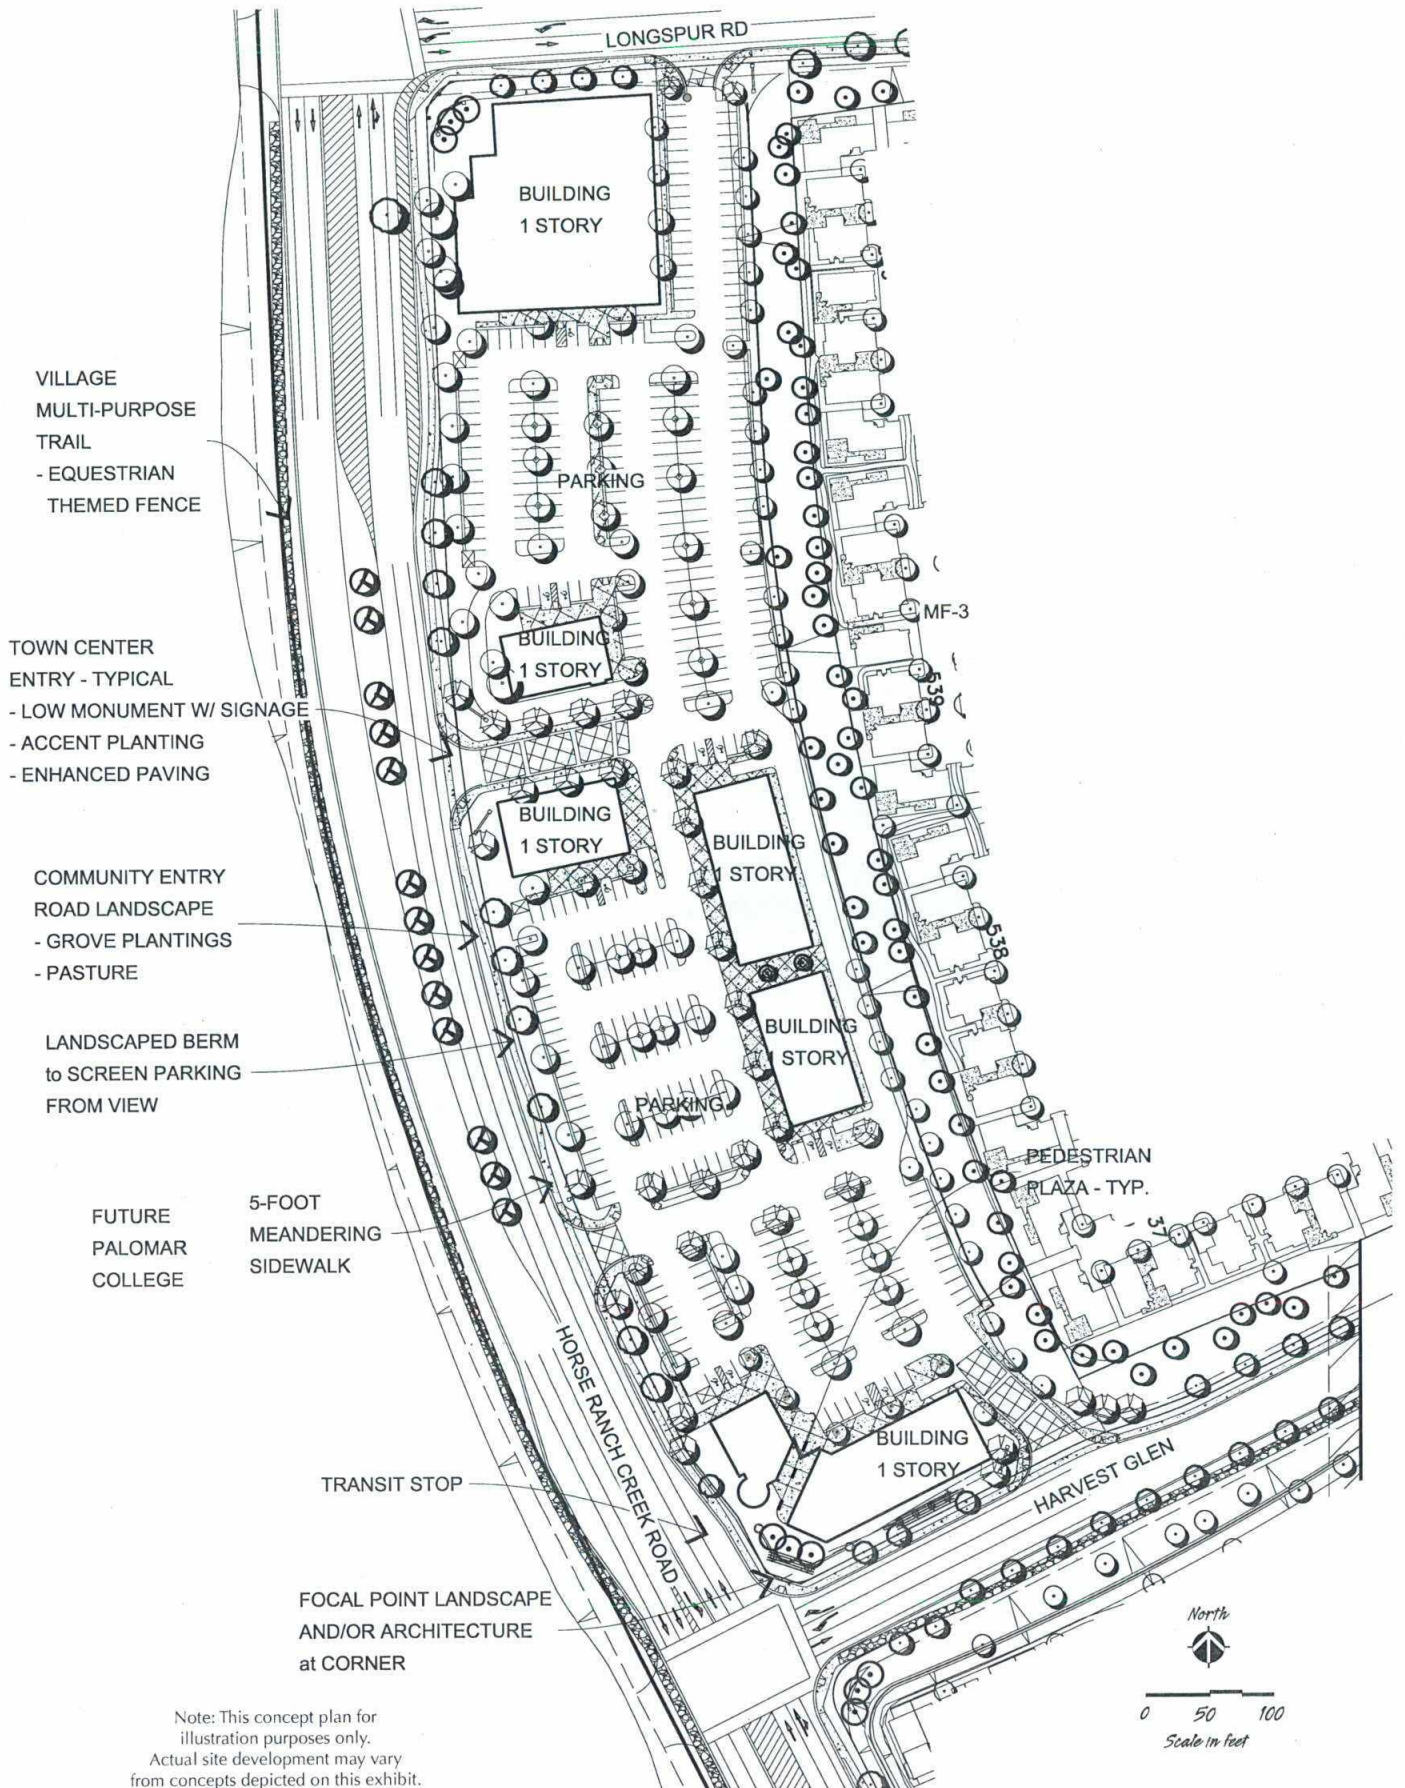 LONGSPUR RD
BUILDING
1 STORY
VILLAGE
MULTI-PURPOSE
TRAIL
- EQUESTRIAN
THEMED FENCE
PARKING
BUILDING
1 STORY
MF-3
539
TOWN CENTER
ENTRY - TYPICAL
- LOW MONUMENT W/ SIGNAGE
- ACCENT PLANTING
- ENHANCED PAVING
BUILDING
1 STORY
BUILDING
1 STORY
COMMUNITY ENTRY
ROAD LANDSCAPE
- GROVE PLANTINGS
- PASTURE
538
LANDSCAPED BERM
to SCREEN PARKING
FROM VIEW
BUILDING
1 STORY
PARKING
PEDESTRIAN
PLAZA - TYP.
37
FUTURE
PALOMAR
COLLEGE
5-FOOT
MEANDERING
SIDEWALK
HORSE RANCH CREEK ROAD
BUILDING
1 STORY
HARVEST GLEN
TRANSIT STOP
FOCAL POINT LANDSCAPE
AND/OR ARCHITECTURE
at CORNER
North
0 50 100
Scale in feet
Note: This concept plan for
illustration purposes only.
Actual site development may vary
from concepts depicted on this exhibit.